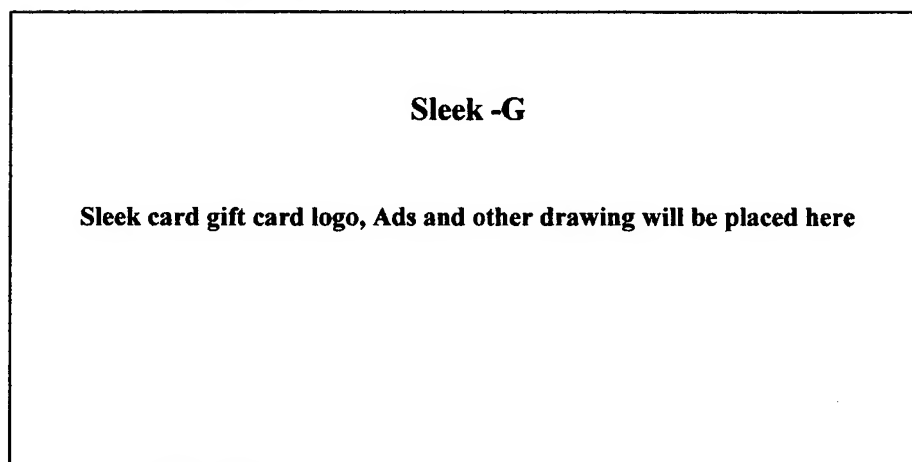 Sleek -G
Sleek card gift card logo, Ads and other drawing will be placed here